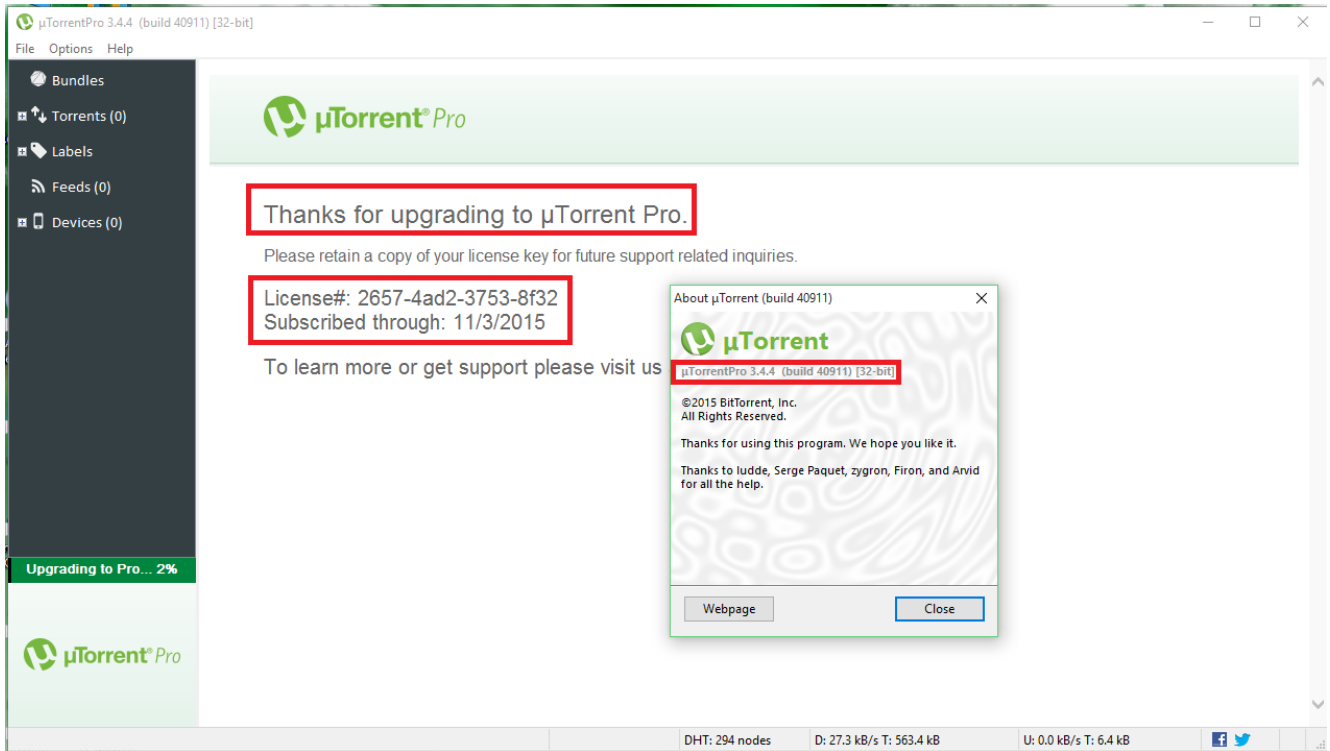 µTorrentPro 3.4.4 (build 40911) [32-bit]
File Options Help
Bundles
Torrents (0)
Labels
Feeds (0)
Devices (0)
Upgrading to Pro... 2%
µTorrent® Pro
µTorrent® Pro
Thanks for upgrading to µTorrent Pro.
Please retain a copy of your license key for future support related inquiries.
License#: 2657-4ad2-3753-8f32
Subscribed through: 11/3/2015
To learn more or get support please visit us
About µTorrent (build 40911)
µTorrent
µTorrentPro 3.4.4 (build 40911) [32-bit]
©2015 BitTorrent, Inc.
All Rights Reserved.
Thanks for using this program. We hope you like it.
Thanks to ludde, Serge Paquet, zygron, Firon, and Arvid
for all the help.
Webpage Close
DHT: 294 nodes D: 27.3 kB/s T: 563.4 kB U: 0.0 kB/s T: 6.4 kB